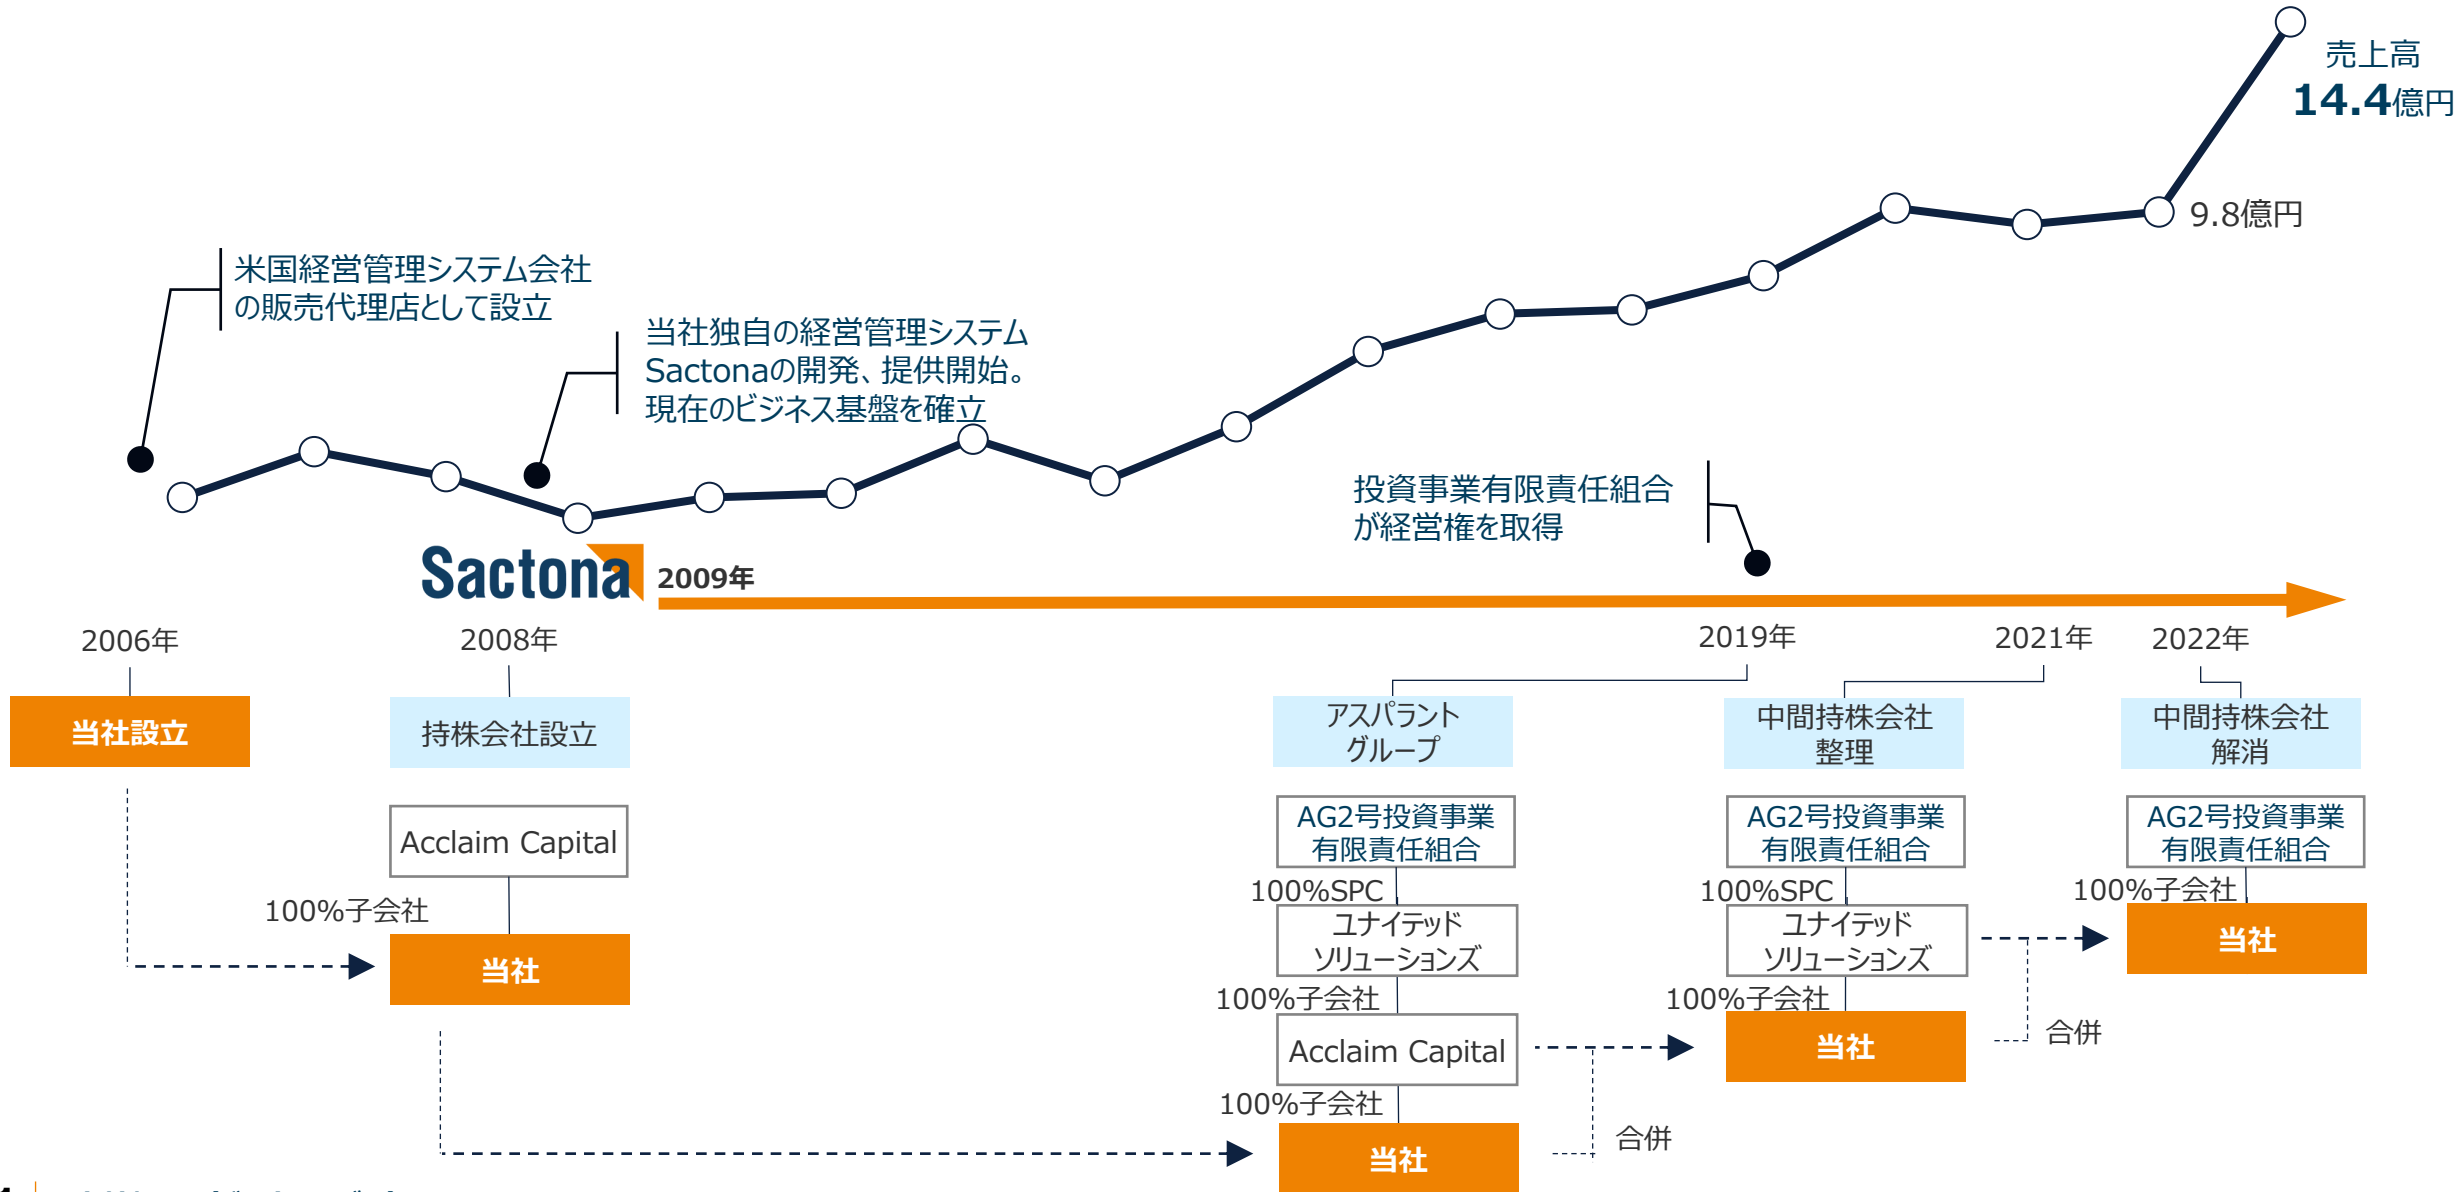 売上高
14.4億円
9.8億円
米国経営管理システム会社
の販売代理店として設立
当社独自の経営管理システム
Sactonaの開発、提供開始。
現在のビジネス基盤を確立
投資事業有限責任組合
が経営権を取得
Sactona
2009年
2006年
2008年
2019年
2021年
2022年
当社設立
持株会社設立
アスパラント
グループ
中間持株会社
整理
中間持株会社
解消
Acclaim Capital
100%子会社
当社
AG2号投資事業
有限責任組合
100%SPC
ユナイテッド
ソリューションズ
100%子会社
Acclaim Capital
100%子会社
当社
合併
AG2号投資事業
有限責任組合
100%SPC
ユナイテッド
ソリューションズ
100%子会社
当社
合併
AG2号投資事業
有限責任組合
100%子会社
当社